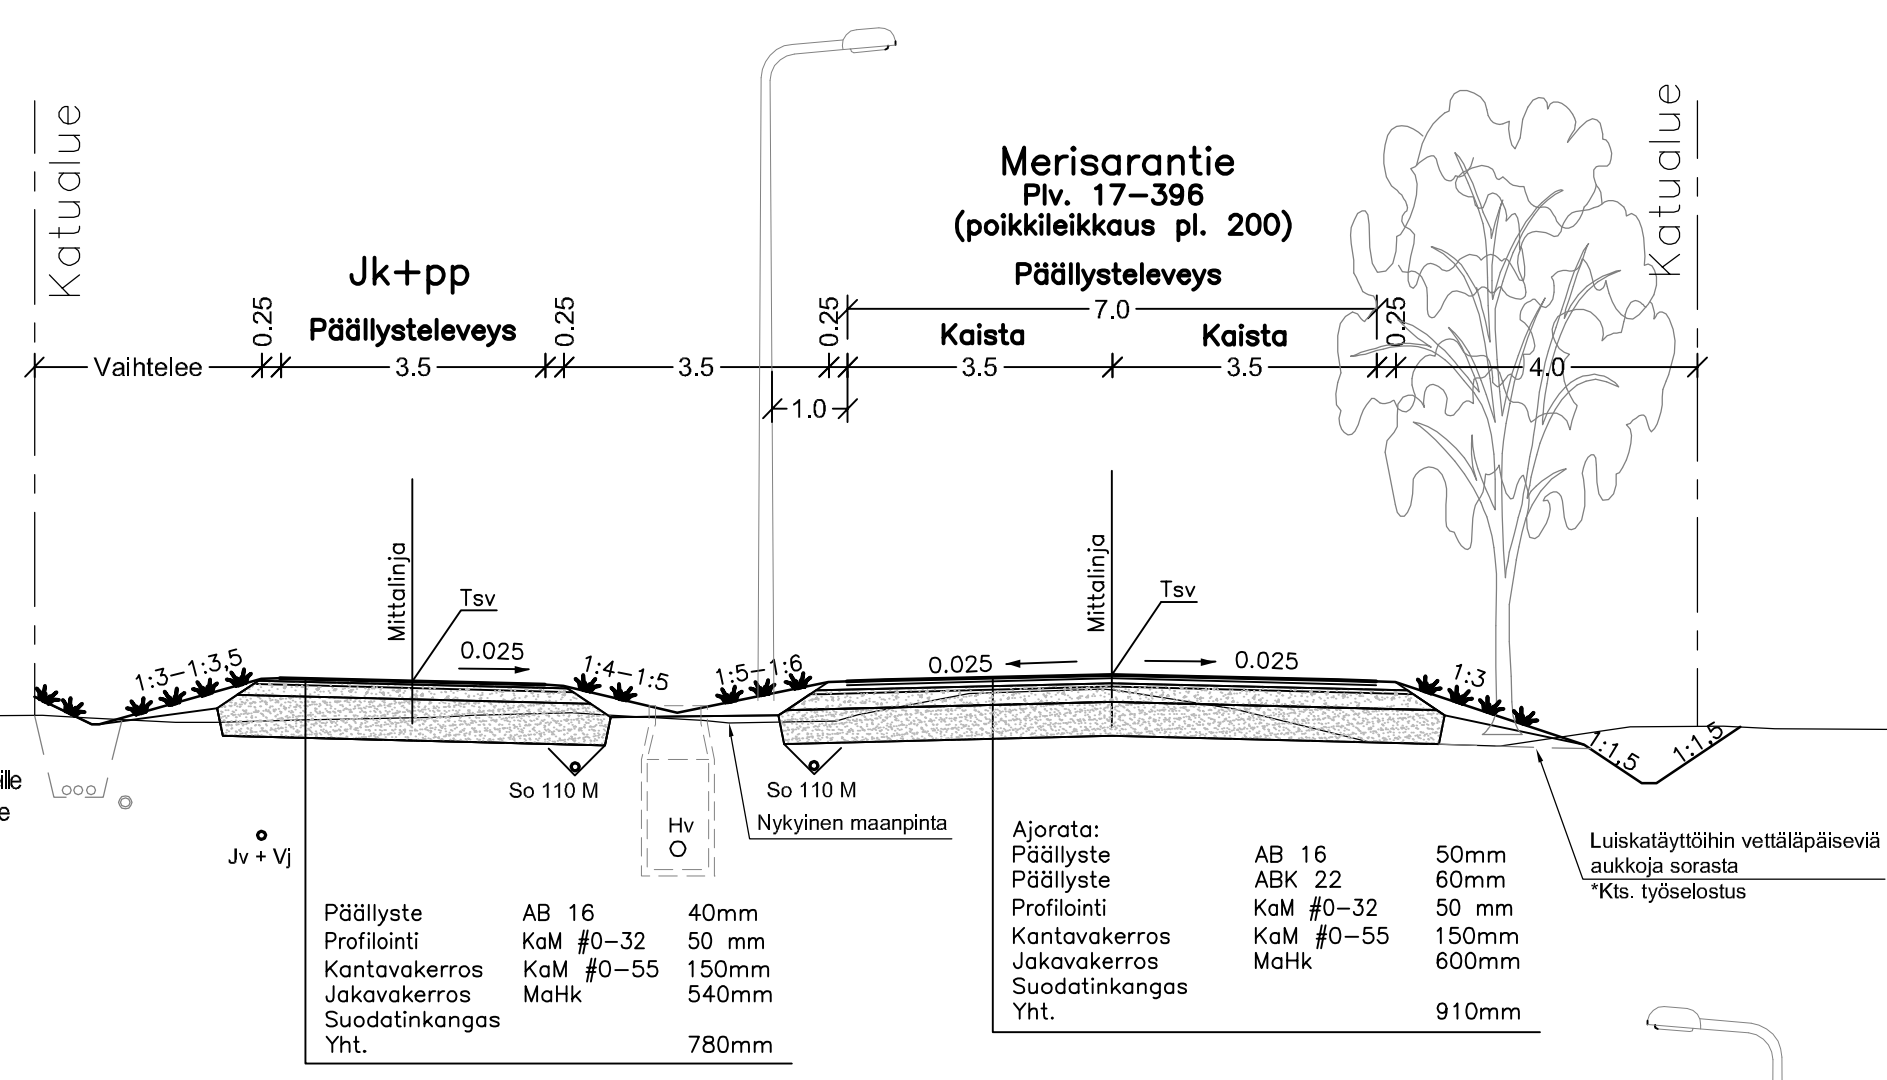 Katualue
Katualue
Merisarantie
Plv. 17-396
(poikkileikkaus pl. 200)
Jk+pp
Päällysteleveys
7.0
0.25
Päällysteleveys
0.25
0.25
Kaista
Kaista
0.25
Vaihtelee
3.5
3.5
3.5
3.5
4.0
1.0
Mittalinja
Tsv
Mittalinja
Tsv
1:3-1:3,5
0.025
1:4-1:5
1:5-1:6
0.025
0.025
1:3
1:1,5
1:1,5
ille
e
So 110 M
So 110 M
Hv
Nykyinen maanpinta
Jv + Vj
Luiskatäyttöihin vettäläpäiseviä
aukkoja sorasta
*Kts. työselostus
Ajorata:
Päällyste AB 16 50mm
Päällyste ABK 22 60mm
Profilointi KaM #0-32 50 mm
Kantavakerros KaM #0-55 150mm
Jakavakerros MaHk 600mm
Suodatinkangas
Yht. 910mm
Päällyste AB 16 40mm
Profilointi KaM #0-32 50 mm
Kantavakerros KaM #0-55 150mm
Jakavakerros MaHk 540mm
Suodatinkangas
Yht. 780mm